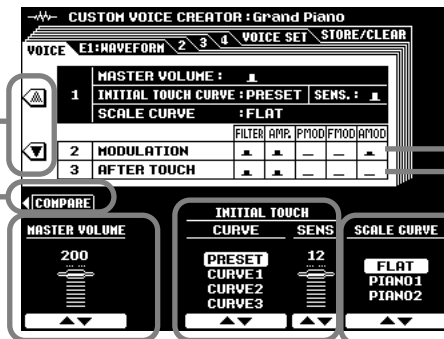 CUSTOM VOICE CREATOR : Grand Piano
VOICE E1:WAVEFORM 2 3 4 VOICE SET STORE/CLEAR
MASTER VOLUME :
1 INITIAL TOUCH CURVE : PRESET SENS. :
SCALE CURVE : FLAT
FILTER AMP. PMOD FMOD AMOD
2 MODULATION
3 AFTER TOUCH
COMPARE
INITIAL TOUCH
MASTER VOLUME CURVE SENS SCALE CURVE
200 PRESET 12 FLAT
CURVE1 PIANO1
CURVE2 PIANO2
CURVE3